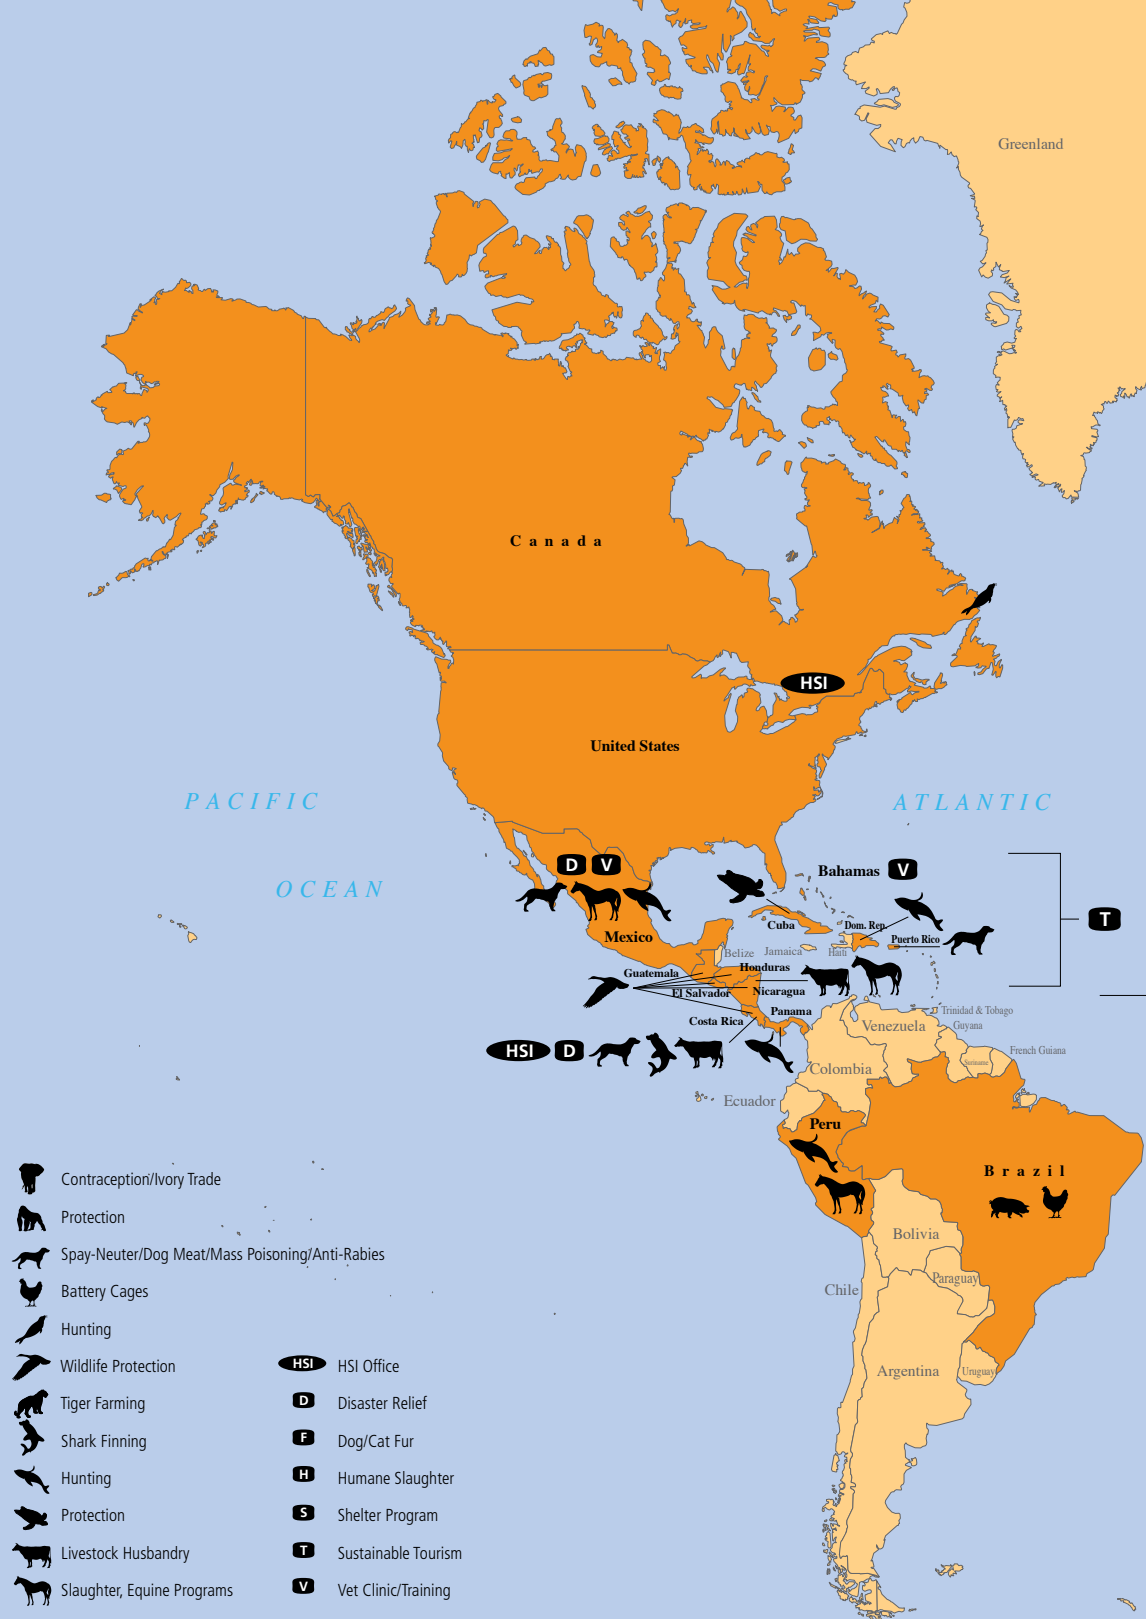 Greenland
Canada
HSI
United States
PACIFIC
ATLANTIC
OCEAN
D V
Bahamas V
T
Cuba
Dom. Rep.
Puerto Rico
Mexico
Belize
Jamaica
Haiti
Guatemala
Honduras
El Salvador
Nicaragua
Costa Rica
Panama
Trinidad & Tobago
Venezuela
Guyana
HSI D
French Guiana
Suriname
Colombia
Ecuador
Peru
Brazil
Bolivia
Paraguay
Chile
Argentina
Uruguay
Contraception/Ivory Trade
Protection
Spay-Neuter/Dog Meat/Mass Poisoning/Anti-Rabies
Battery Cages
Hunting
Wildlife Protection
Tiger Farming
Shark Finning
Hunting
Protection
Livestock Husbandry
Slaughter, Equine Programs
HSI HSI Office
D Disaster Relief
F Dog/Cat Fur
H Humane Slaughter
S Shelter Program
T Sustainable Tourism
V Vet Clinic/Training